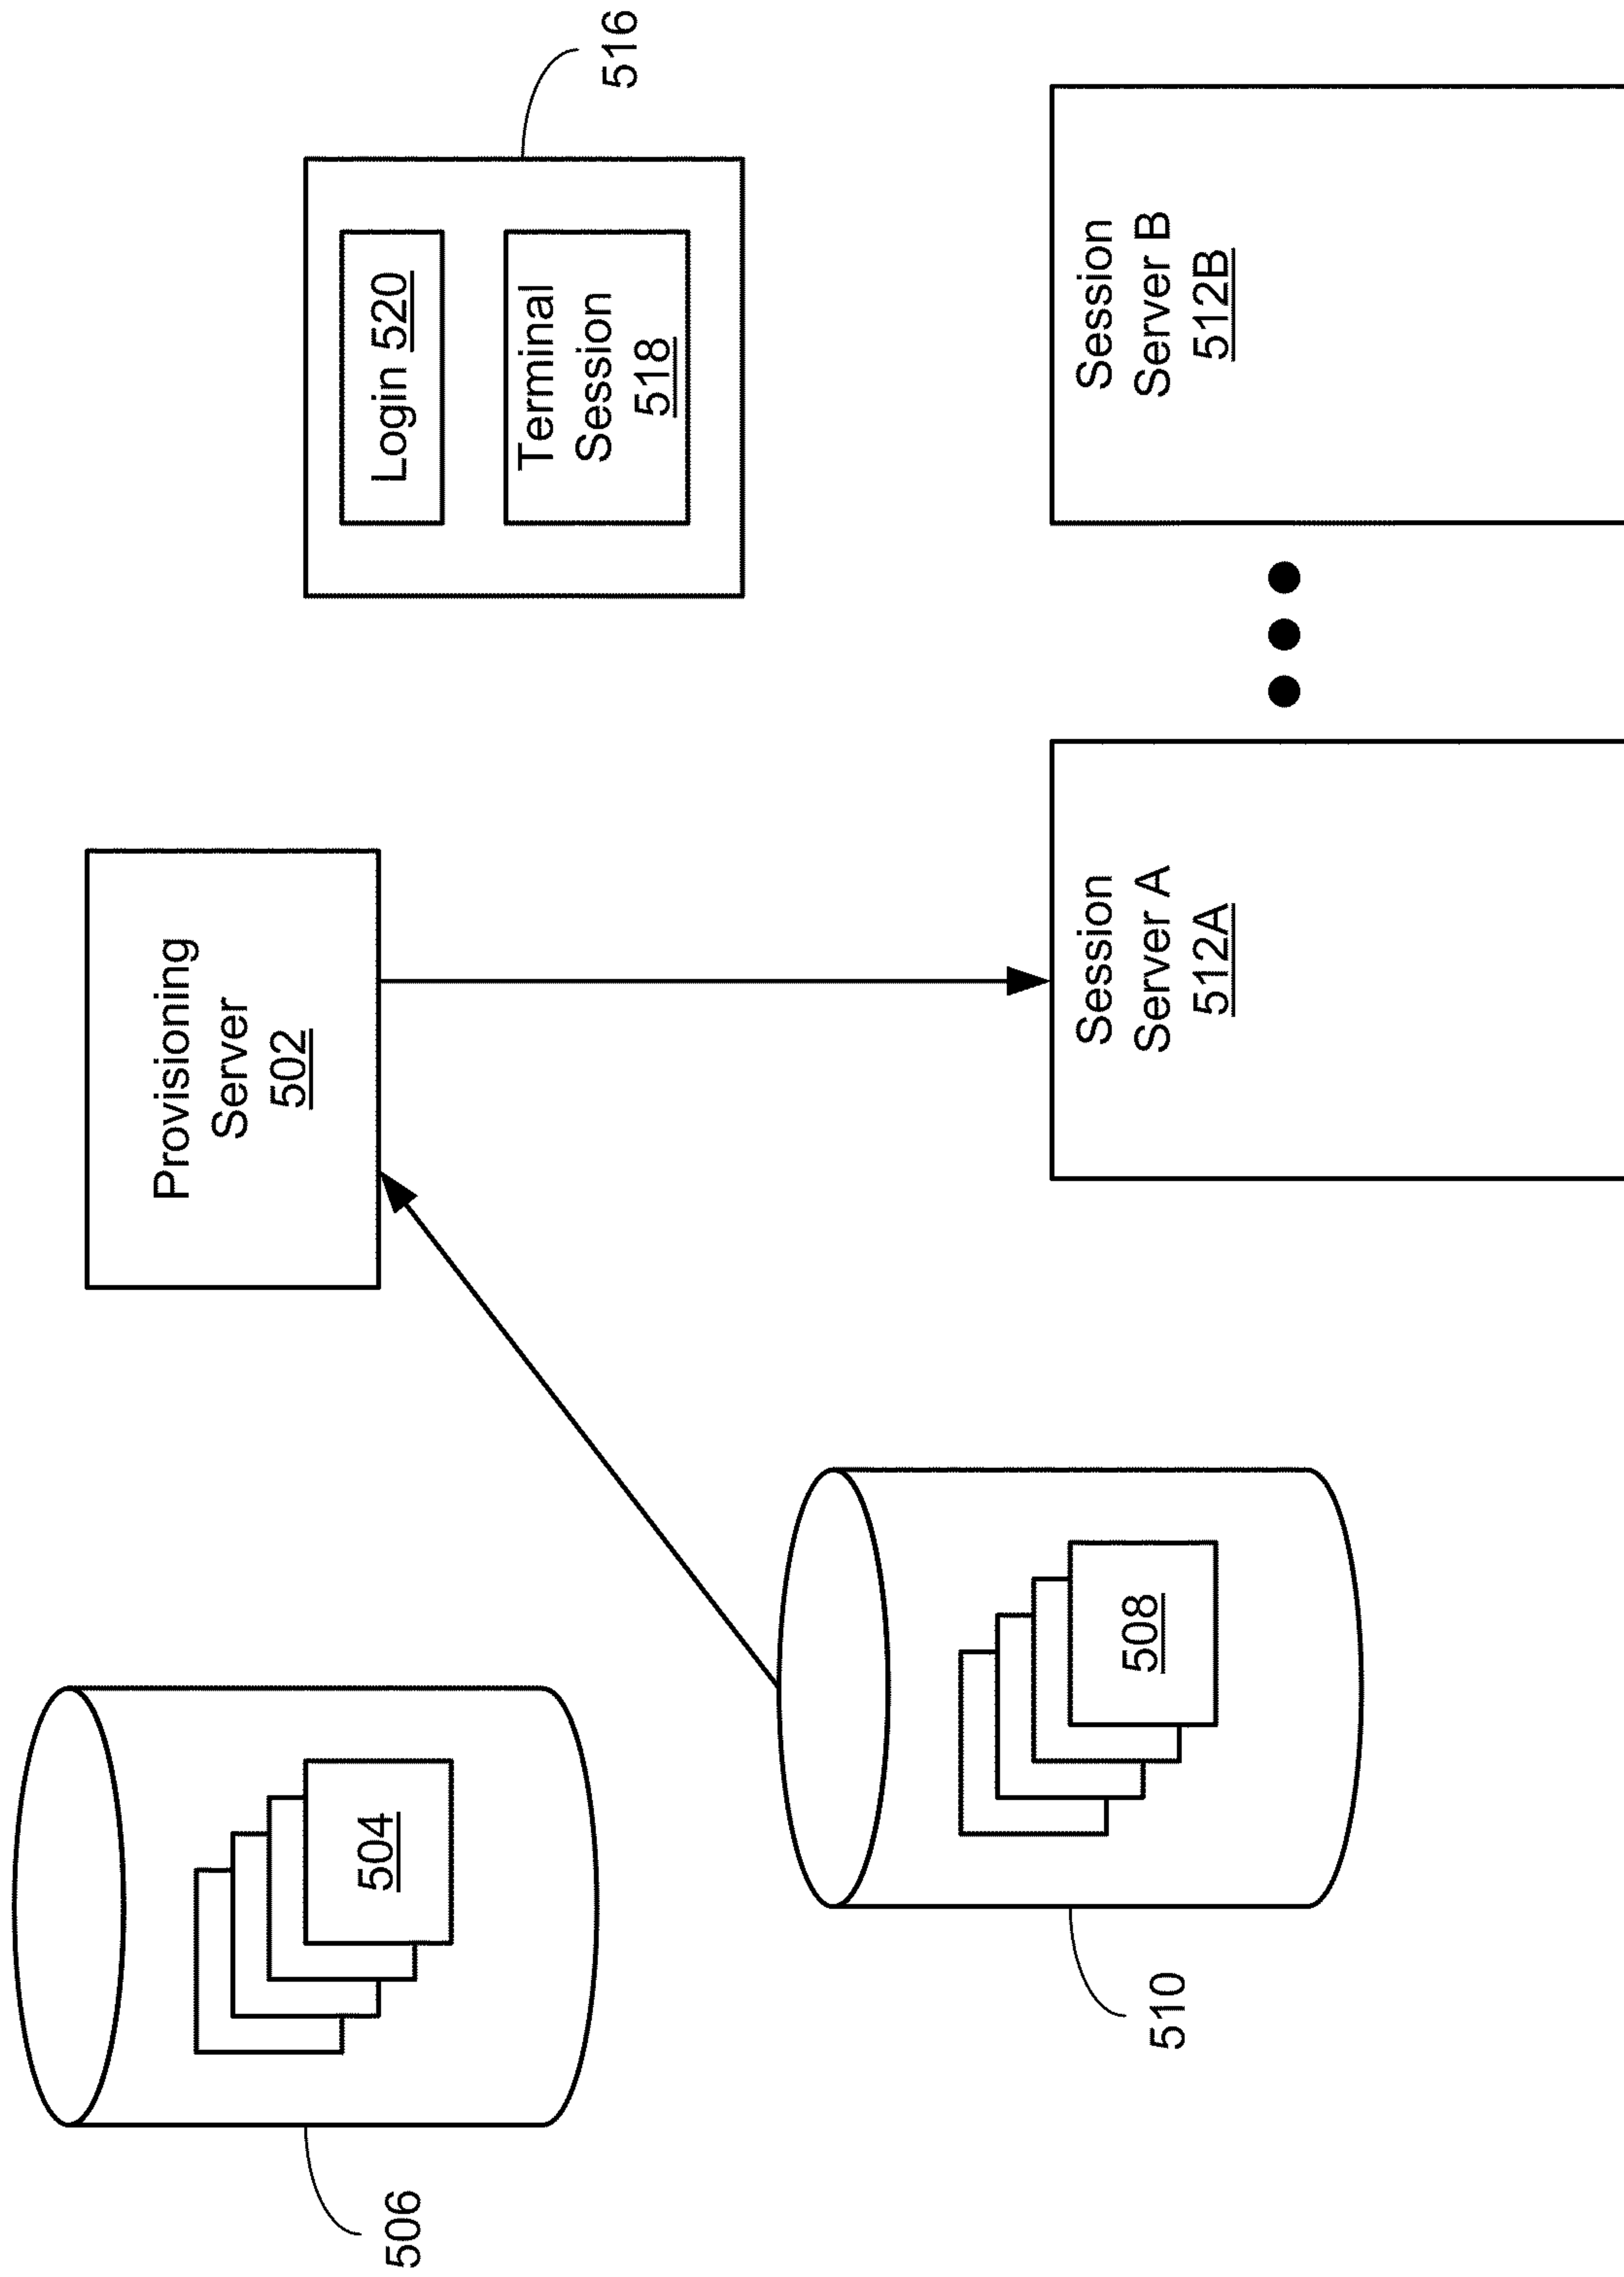 506
504
Provisioning
Server
502
Login 520
Terminal
Session
518
516
510
508
Session
Server A
512A
Session
Server B
512B